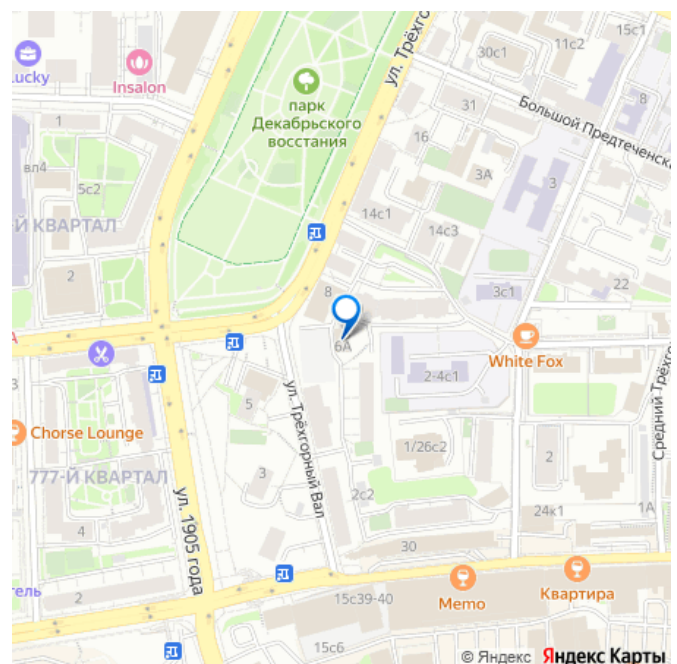 Lucky
Insalon
1
вл4
5с2
Й КВАРТАЛ
2
парк
Декабрьского
восстания
ул. Трёхг
30с1
11с2
15с1
31
Большой Предтеченск
8
16
3А
3
14с1
14с3
22
3с1
8
6А
White Fox
2-4с1
Chorse Lounge
3
5
ул. Трёхгорный Вал
777-Й КВАРТАЛ
3
ул. 1905 года
4
1/26с2
2с2
2
Средний Трёхго
24к1
1А
30
2
15с39-40
Memo
Квартира
15с6
© Яндекс Яндекс Карты